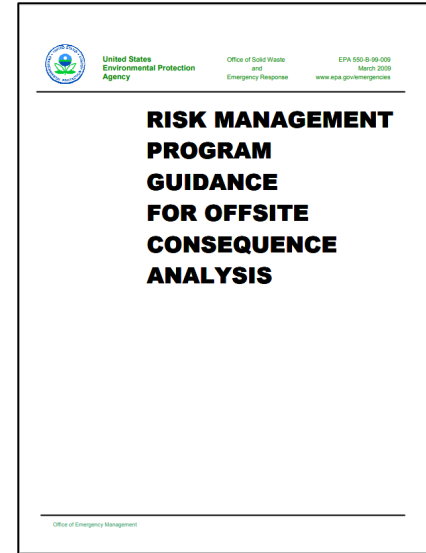 United States
Environmental Protection
Agency
Office of Solid Waste
and
Emergency Response
EPA 550-B-99-009
March 2009
www.epa.gov/emergencies
RISK MANAGEMENT
PROGRAM
GUIDANCE
FOR OFFSITE
CONSEQUENCE
ANALYSIS
Office of Emergency Management